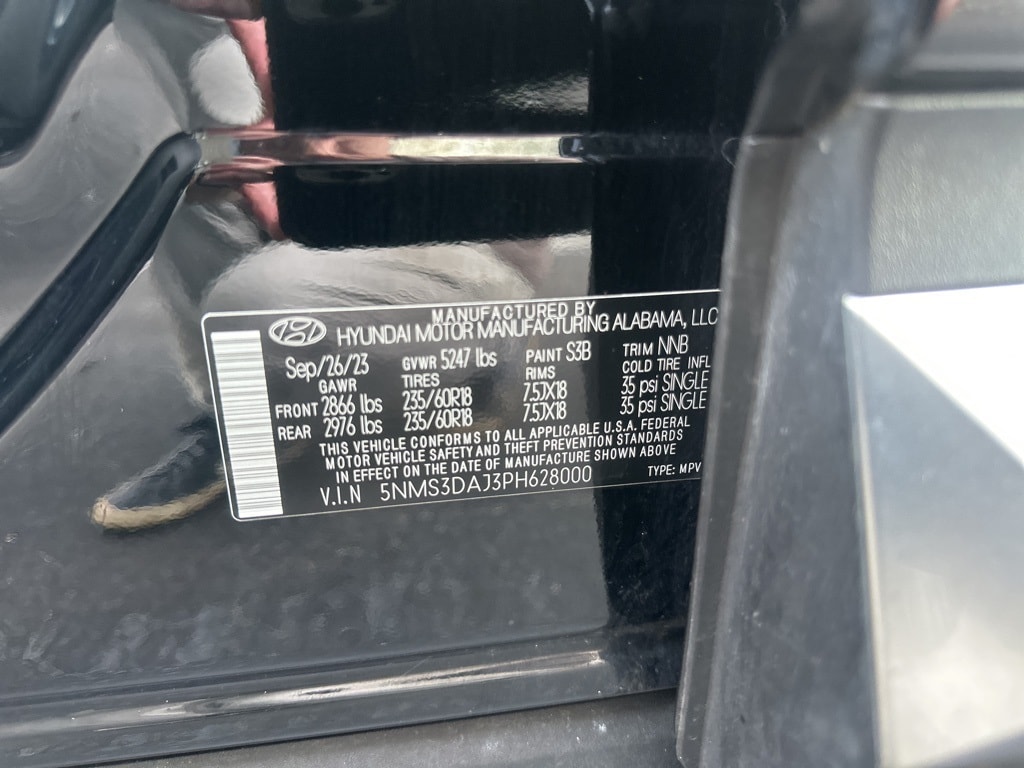 MANUFACTURED BY
HYUNDAI MOTOR MANUFACTURING ALABAMA, LLC
Sep/26/23 GVWR 5247 lbs PAINT S3B TRIM NNB
GAWR TIRES RIMS COLD TIRE INFL
FRONT 2866 lbs 235/60R18 7.5JX18 35 psi SINGLE
REAR 2976 lbs 235/60R18 7.5JX18 35 psi SINGLE
THIS VEHICLE CONFORMS TO ALL APPLICABLE U.S.A. FEDERAL
MOTOR VEHICLE SAFETY AND THEFT PREVENTION STANDARDS
IN EFFECT ON THE DATE OF MANUFACTURE SHOWN ABOVE
V.I.N 5NMS3DAJ3PH628000 TYPE: MPV